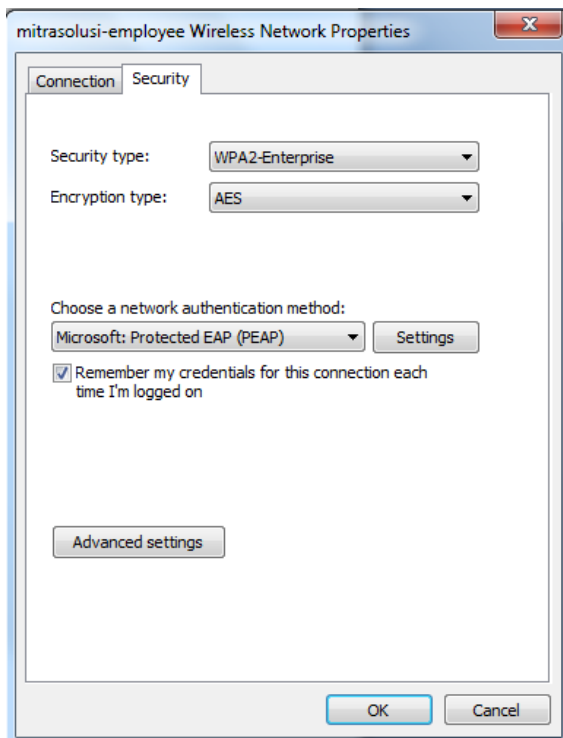 mitrasolusi-employee Wireless Network Properties
Connection Security
Security type: WPA2-Enterprise
Encryption type: AES
Choose a network authentication method:
Microsoft: Protected EAP (PEAP) Settings
Remember my credentials for this connection each
time I'm logged on
Advanced settings
OK Cancel